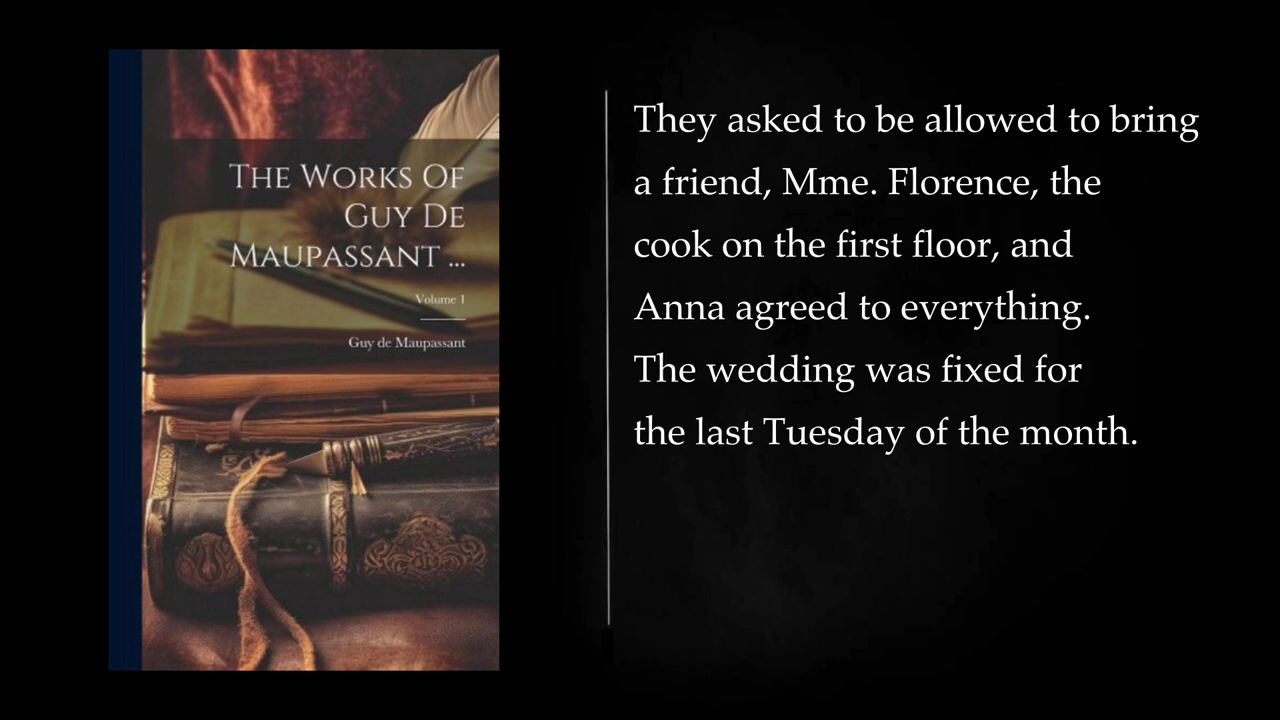 THE WORKS OF
GUY DE
MAUPASSANT ...
Volume 1
Guy de Maupassant
They asked to be allowed to bring
a friend, Mme. Florence, the
cook on the first floor, and
Anna agreed to everything.
The wedding was fixed for
the last Tuesday of the month.